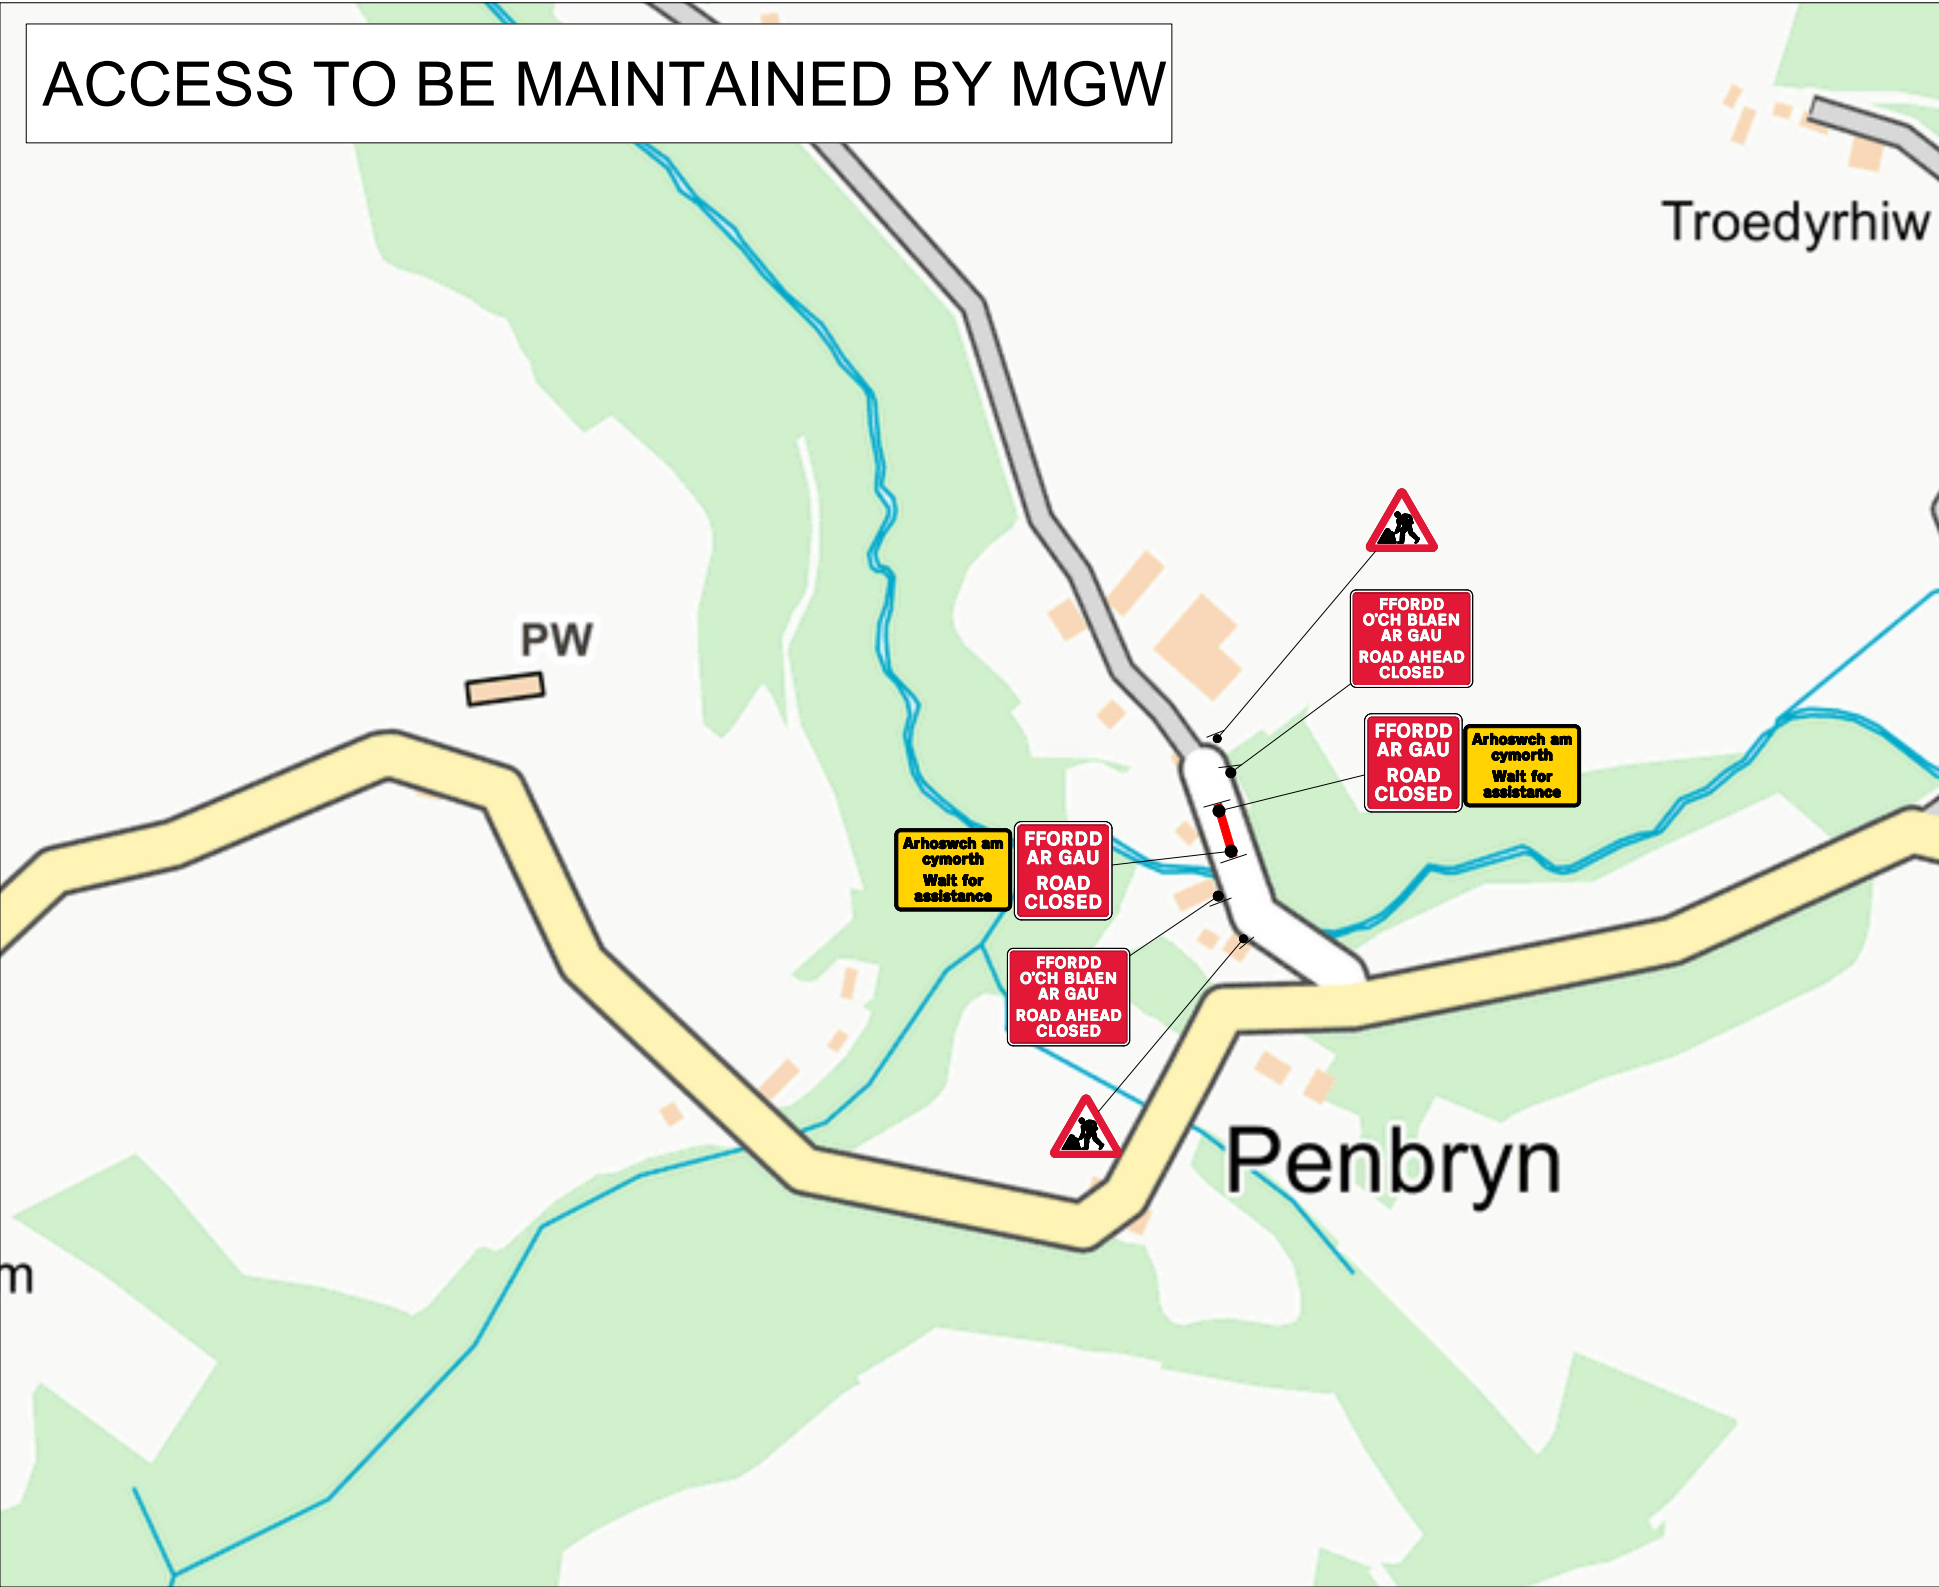 ACCESS TO BE MAINTAINED BY MGW
Troedyrhiw
PW
FFORDD
O'CH BLAEN
AR GAU
ROAD AHEAD
CLOSED
FFORDD
AR GAU
ROAD
CLOSED
Arhoswch am
cymorth
Wait for
assistance
Arhoswch am
cymorth
Wait for
assistance
FFORDD
AR GAU
ROAD
CLOSED
FFORDD
O'CH BLAEN
AR GAU
ROAD AHEAD
CLOSED
Penbryn
m